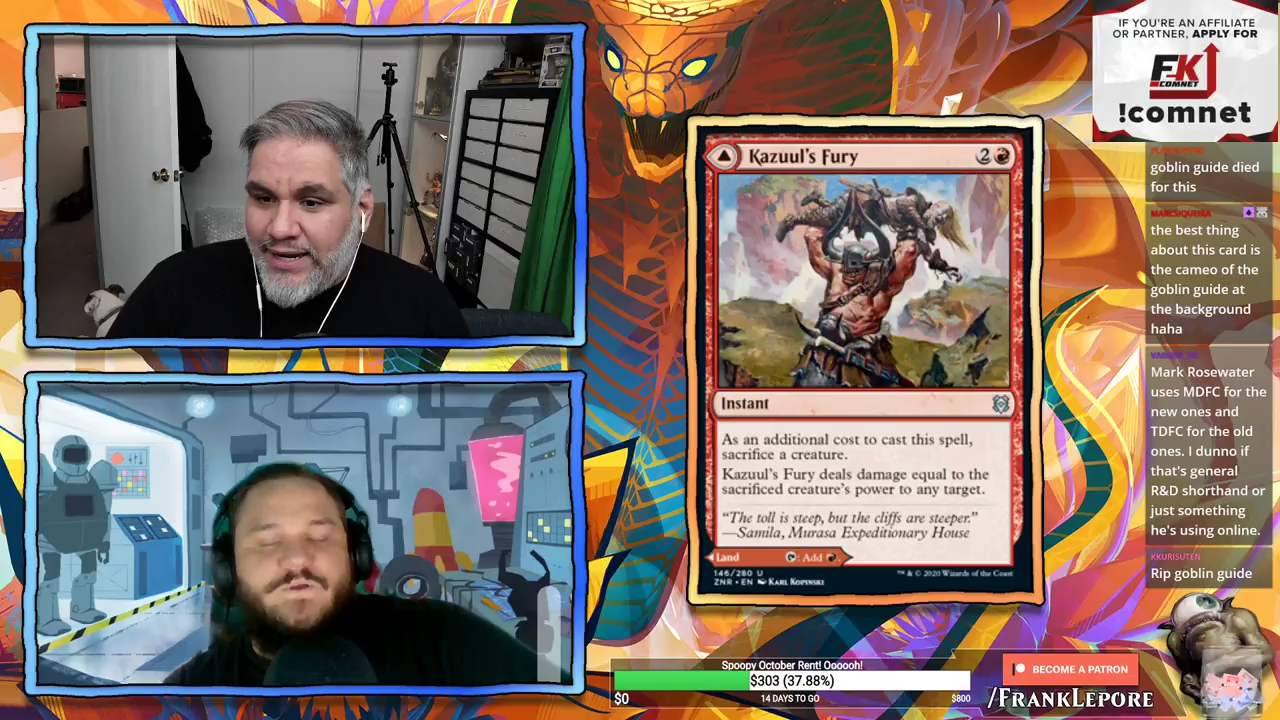 IF YOU'RE AN AFFILIATE
OR PARTNER, APPLY FOR
COMNET
!comnet
Kazuul's Fury
2
Instant
As an additional cost to cast this spell,
sacrifice a creature.
Kazuul's Fury deals damage equal to the
sacrificed creature's power to any target.
“The toll is steep, but the cliffs are steeper.”
—Samila, Murasa Expeditionary House
Land
: Add
146/280 U
ZNR • EN Karl Kopinski
™ & © 2020 Wizards of the Coast
goblin guide died
for this
MARCSIQUEIRA
the best thing
about this card is
the cameo of the
goblin guide at
the background
haha
Mark Rosewater
uses MDFC for the
new ones and
TDFC for the old
ones. I dunno if
that's general
R&D shorthand or
just something
he's using online.
KKURISUTEN
Rip goblin guide
Spoopy October Rent! Oooooh!
$303 (37.88%)
$0
14 DAYS TO GO
$800
BECOME A PATRON
/FRANKLEPORE